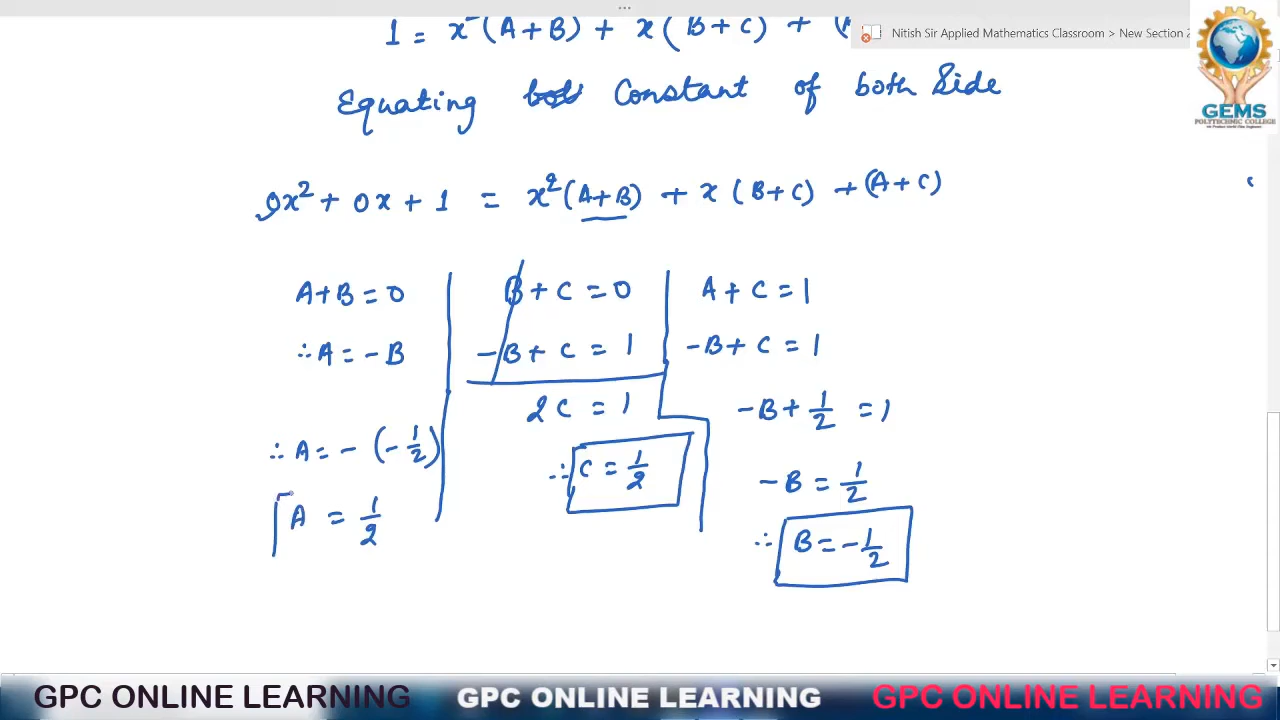 1 = x²(A+B) + x(B+C) + (A
Nitish Sir Applied Mathematics Classroom > New Section 2
GEMS
POLYTECHNIC COLLEGE
Equating Constant of both Side
0x² + 0x + 1 = x²(A+B) + x(B+C) + (A+C)
A+B=0 B+C=0 A+C=1
∴A=-B -B+C=1 -B+C=1
2C=1 -B+1/2=1
∴A=-(-1/2) ∴C=1/2 -B=1/2
A=1/2 ∴B=-1/2
GPC ONLINE LEARNING GPC ONLINE LEARNING GPC ONLINE LEARNING